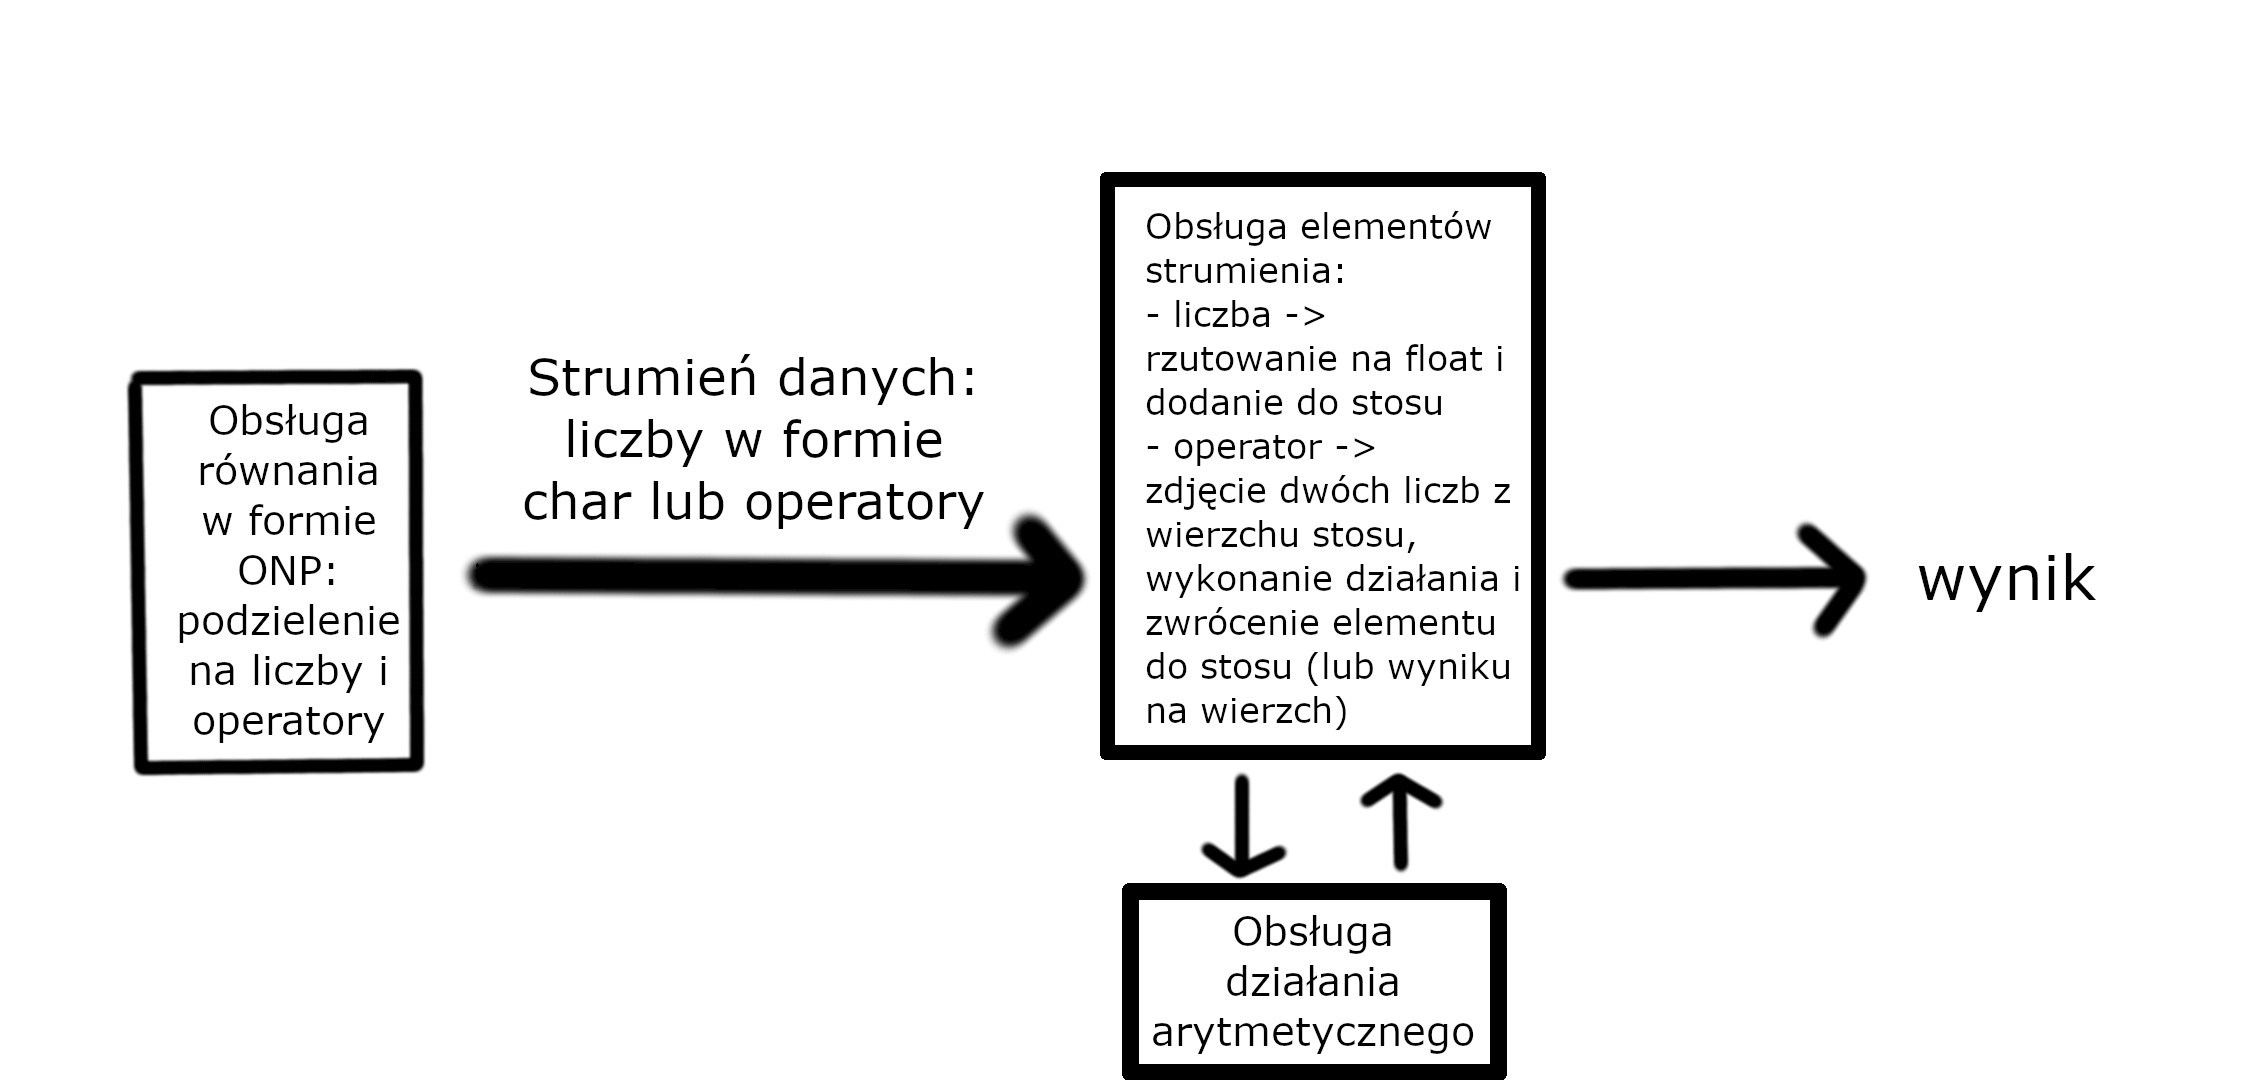 Obsługa
równania
w formie
ONP:
podzielenie
na liczby i
operatory
Strumień danych:
liczby w formie
char lub operatory
Obsługa elementów
strumienia:
- liczba ->
rzutowanie na float i
dodanie do stosu
- operator ->
zdjęcie dwóch liczb z
wierzchu stosu,
wykonanie działania i
zwrócenie elementu
do stosu (lub wyniku
na wierzch)
wynik
Obsługa
działania
arytmetycznego